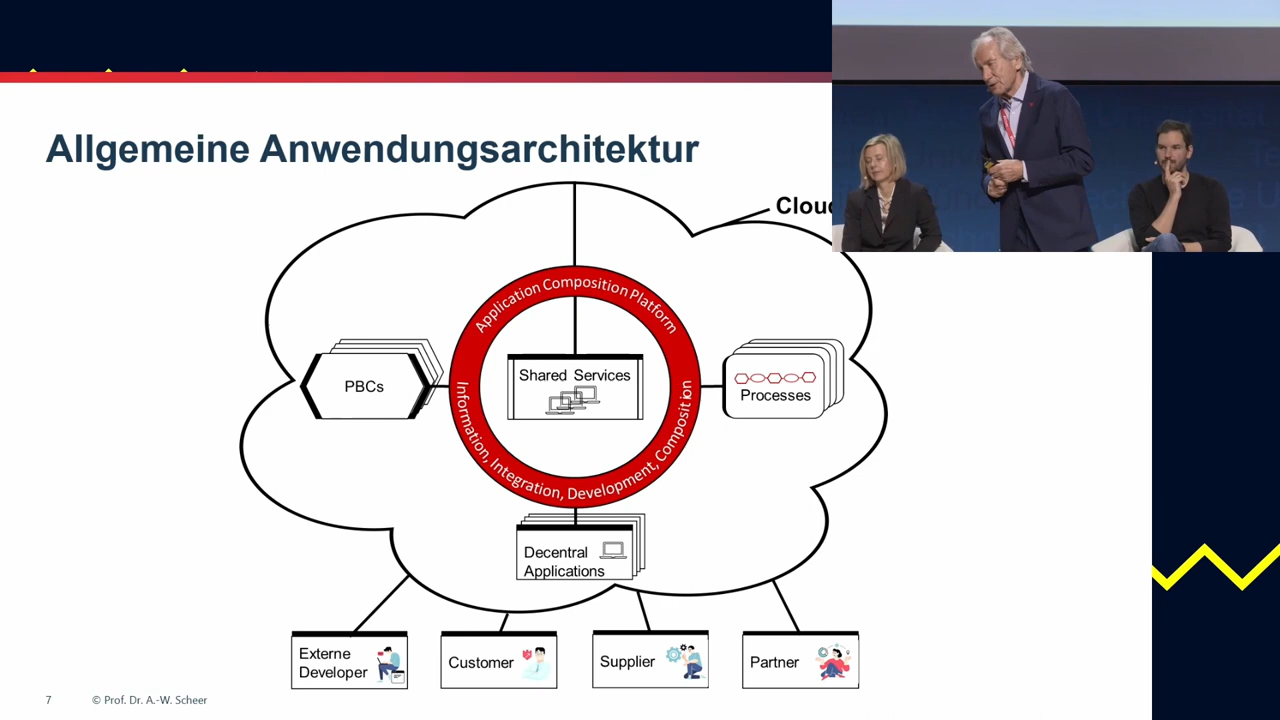 Allgemeine Anwendungsarchitektur
Application Composition Platform
Shared Services
PBCs
Processes
Information, Integration, Development, Composition
Decentral
Applications
Externe
Developer
Customer
Supplier
Partner
7
© Prof. Dr. A.-W. Scheer